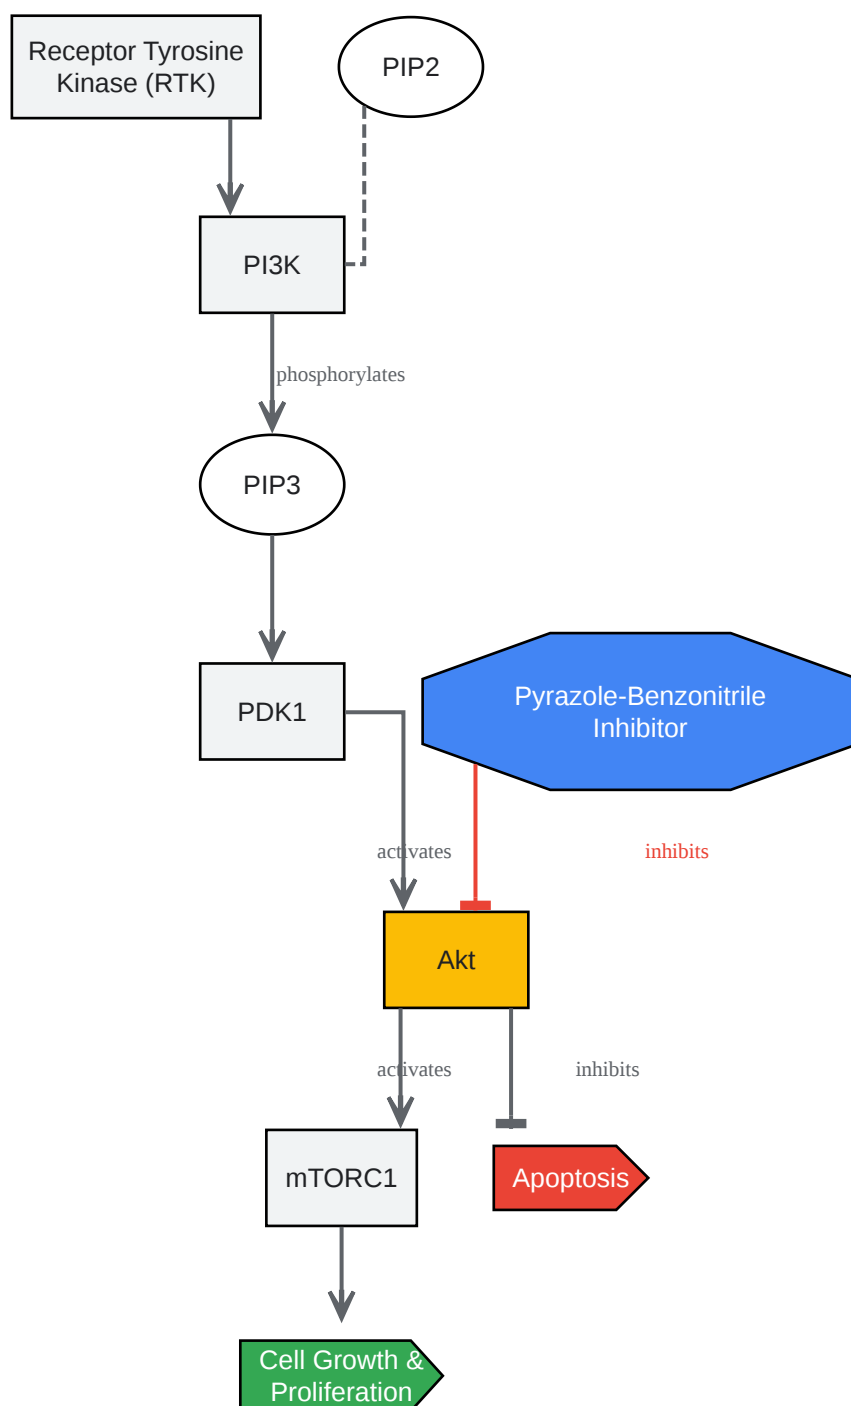 Receptor Tyrosine
Kinase (RTK)
PIP2
PI3K
phosphorylates
PIP3
PDK1
Pyrazole-Benzonitrile
Inhibitor
activates
inhibits
Akt
activates
inhibits
mTORC1
Apoptosis
Cell Growth &
Proliferation